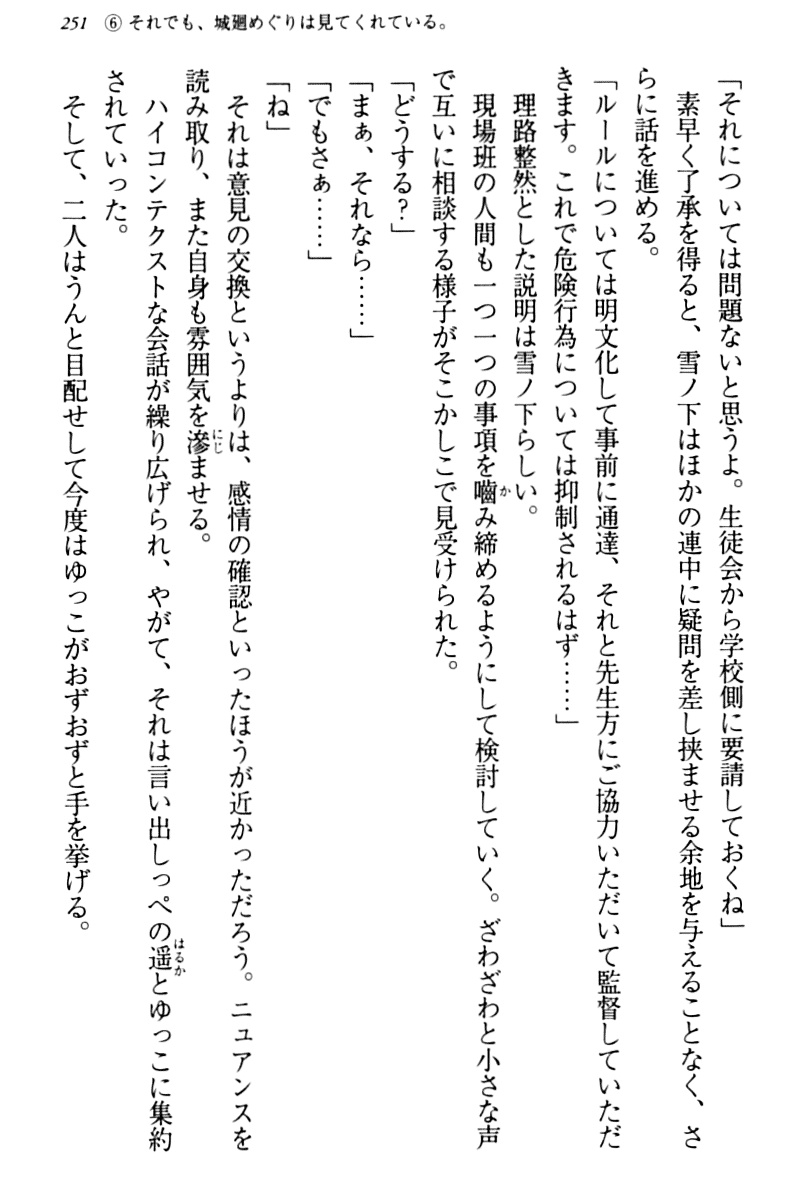 251 ⑥ それでも、城廻めぐりは見てくれている。
「それについては問題ないと思うよ。生徒会から学校側に要請しておくね」
素早く了承を得ると、雪ノ下はほかの連中に疑問を差し挟ませる余地を与えることなく、さ
らに話を進める。
「ルールについては明文化して事前に通達、それと先生方にご協力いただいて監督していただ
きます。これで危険行為については抑制されるはず……」
理路整然とした説明は雪ノ下らしい。
現場班の人間も一つ一つの事項を嚙み締めるようにして検討していく。ざわざわと小さな声
で互いに相談する様子がそこかしこで見受けられた。
「どうする？」
「まぁ、それなら……」
「でもさぁ……」
「ね」
それは意見の交換というよりは、感情の確認といったほうが近かっただろう。ニュアンスを
読み取り、また自身も雰囲気を滲ませる。
ハイコンテクストな会話が繰り広げられ、やがて、それは言い出しっぺの遥とゆっこに集約
されていった。
そして、二人はうんと目配せして今度はゆっこがおずおずと手を挙げる。